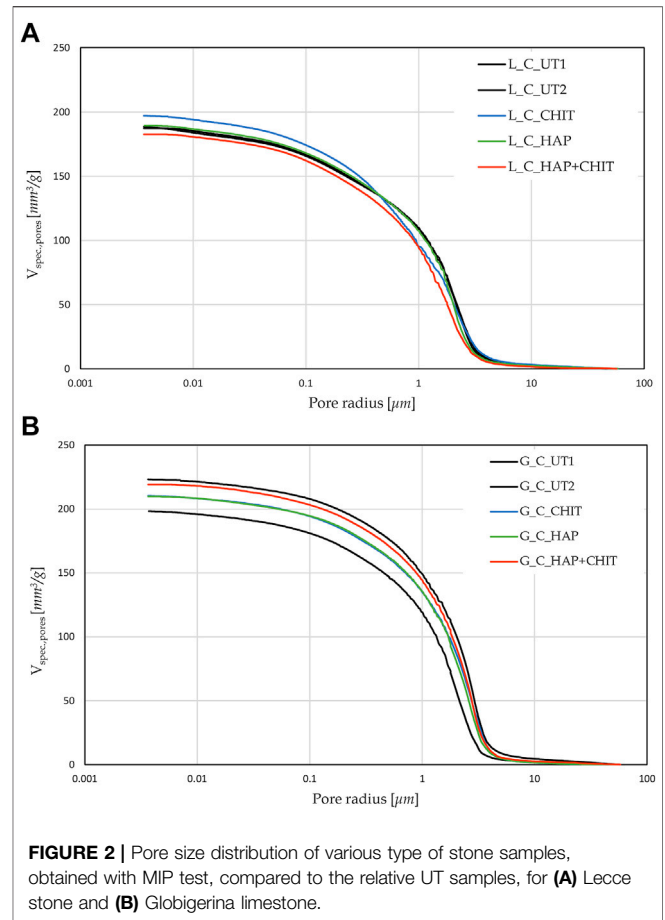 A
250
200
150
100
50
0
V_spec.,pores [mm³/g]
L_C_UT1
L_C_UT2
L_C_CHIT
L_C_HAP
L_C_HAP+CHIT
0.001 0.01 0.1 1 10 100
Pore radius [µm]
B
250
200
150
100
50
0
V_spec.,pores [mm³/g]
G_C_UT1
G_C_UT2
G_C_CHIT
G_C_HAP
G_C_HAP+CHIT
0.001 0.01 0.1 1 10 100
Pore radius [µm]
FIGURE 2 | Pore size distribution of various type of stone samples,
obtained with MIP test, compared to the relative UT samples, for (A) Lecce
stone and (B) Globigerina limestone.